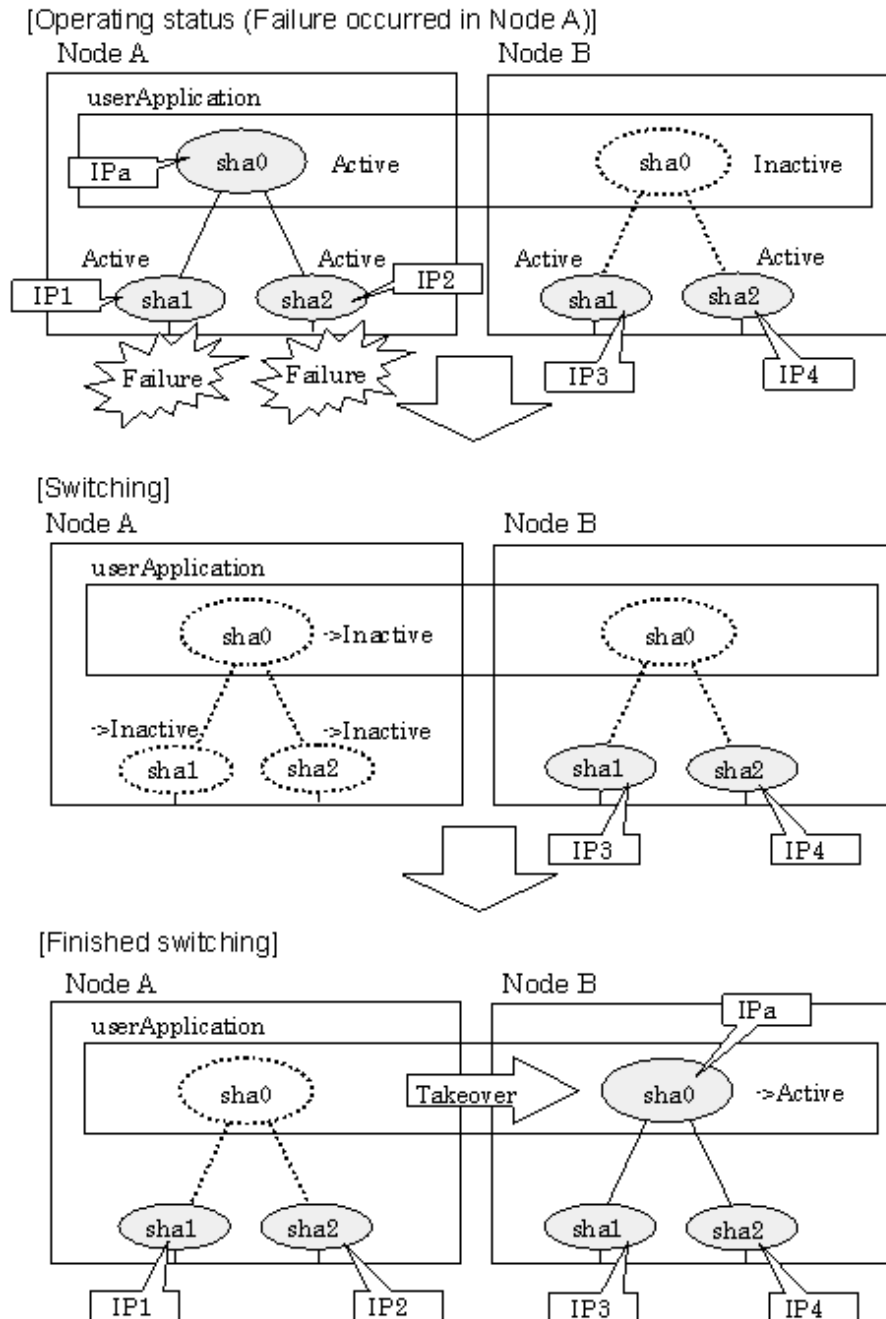 [Operating status (Failure occurred in Node A)]
Node A
Node B
userApplication
IPa
sha0
Active
sha0
Inactive
Active
Active
Active
Active
IP1
sha1
sha2
IP2
sha1
sha2
Failure
Failure
IP3
IP4
[Switching]
Node A
Node B
userApplication
sha0
->Inactive
sha0
->Inactive
->Inactive
sha1
sha2
sha1
sha2
IP3
IP4
[Finished switching]
Node A
Node B
IPa
userApplication
sha0
Takeover
sha0
->Active
sha1
sha2
sha1
sha2
IP1
IP2
IP3
IP4